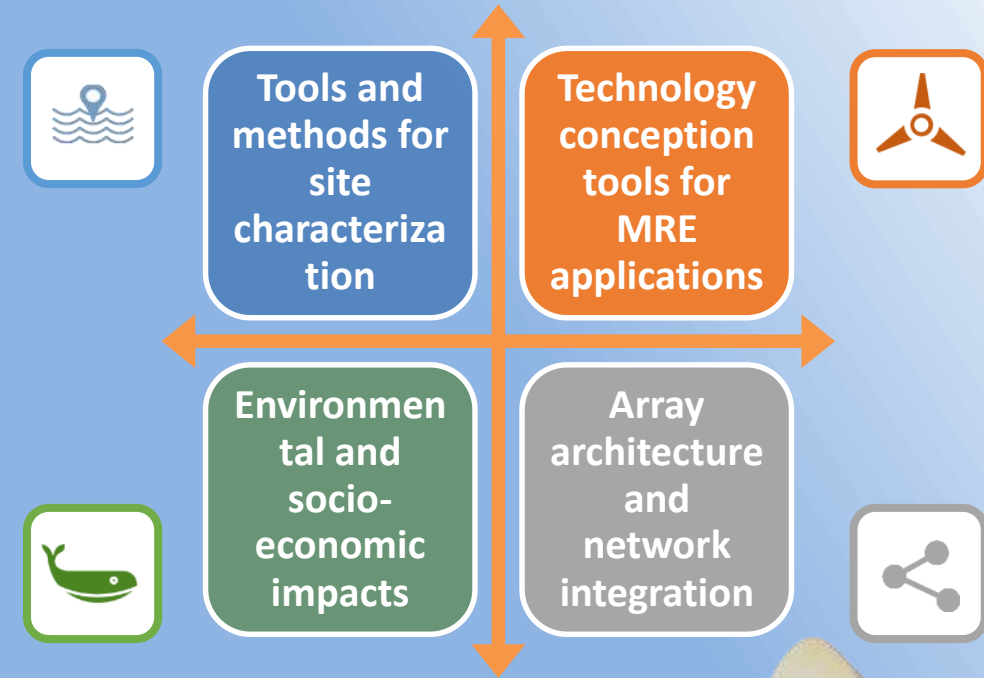 Tools and
methods for
site
characteriza
tion
Technology
conception
tools for
MRE
applications
Environmen
tal and
socio-
economic
impacts
Array
architecture
and
network
integration